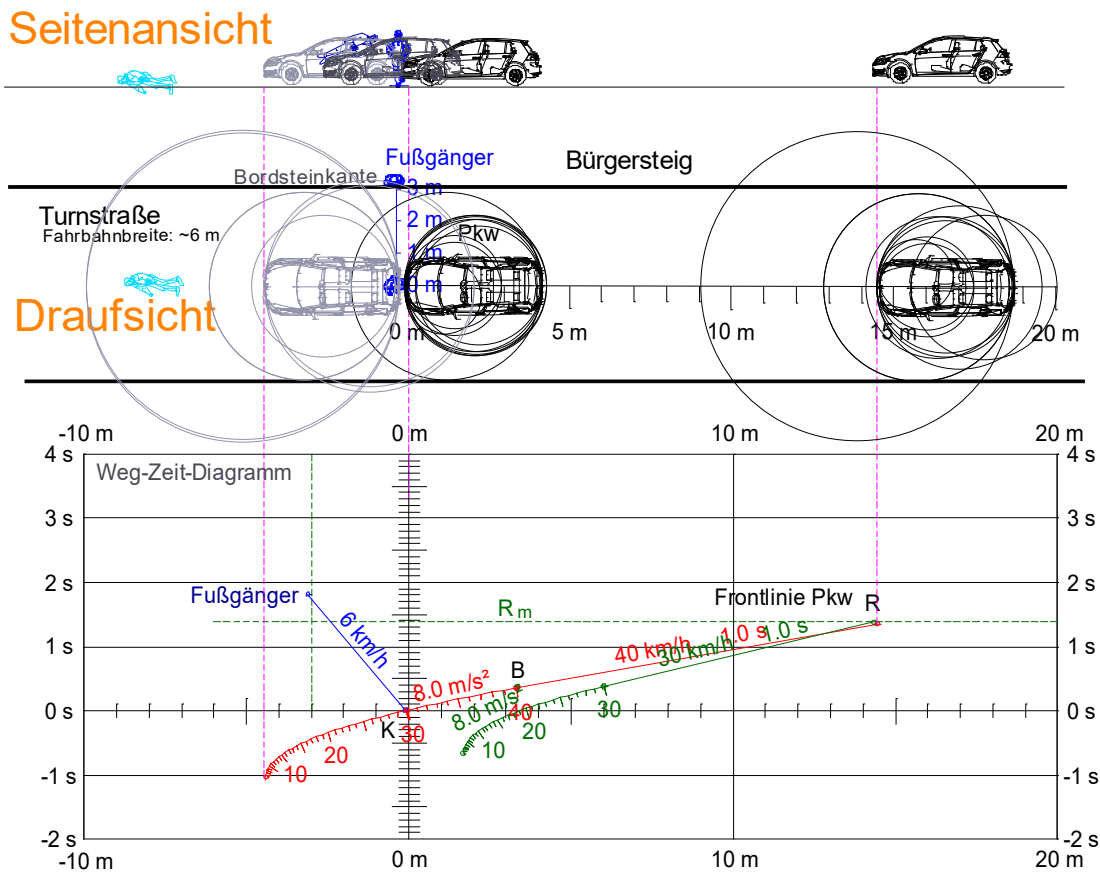 Seitenansicht
Fußgänger
Bürgersteig
Bordsteinkante
3 m
Turnstraße
Fahrbahnbreite: ~6 m
2 m
Pkw
1 m
0 m
Draufsicht
0 m
5 m
10 m
15 m
20 m
-10 m
0 m
10 m
20 m
4 s
4 s
Weg-Zeit-Diagramm
3 s
3 s
2 s
2 s
Fußgänger
6 km/h
Rm
Frontlinie Pkw
R
1 s
40 km/h
1.0 s
30 km/h
1.0 s
1 s
B
8.0 m/s²
8.0 m/s²
0 s
K
30
40
30
0 s
20
20
10
10
-1 s
-1 s
-2 s
-2 s
-10 m
0 m
10 m
20 m